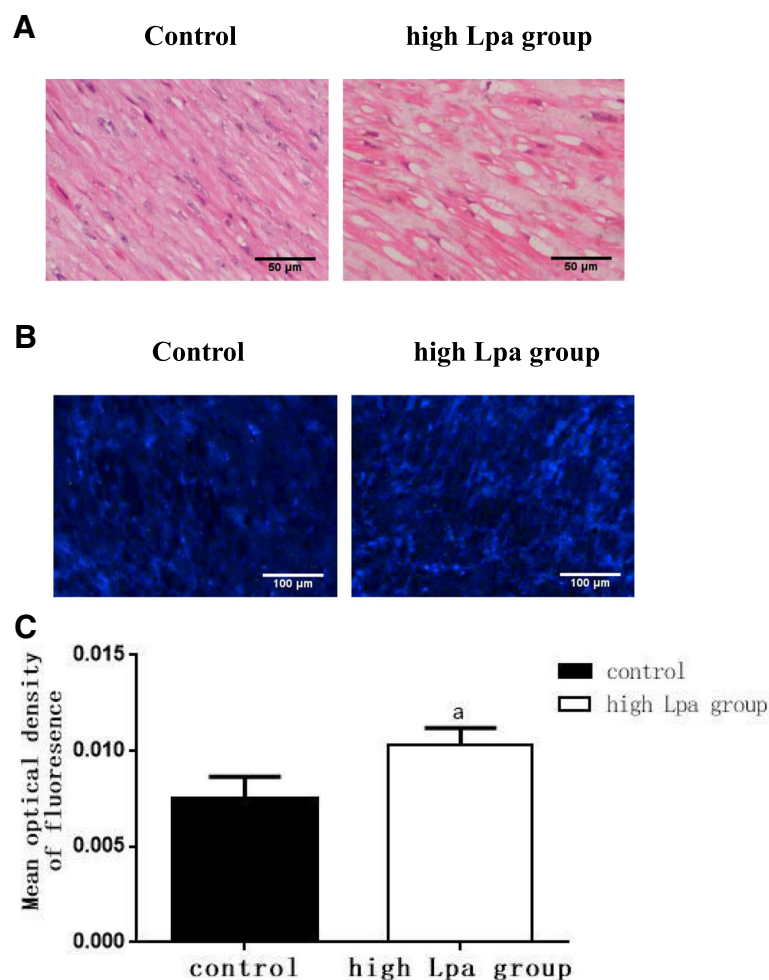 A
Control
high Lpa group
50 µm
50 µm
B
Control
high Lpa group
100 µm
100 µm
C
Mean optical density
of fluoresence
0.015
0.010
0.005
0.000
a
control
high Lpa group
control
high Lpa group